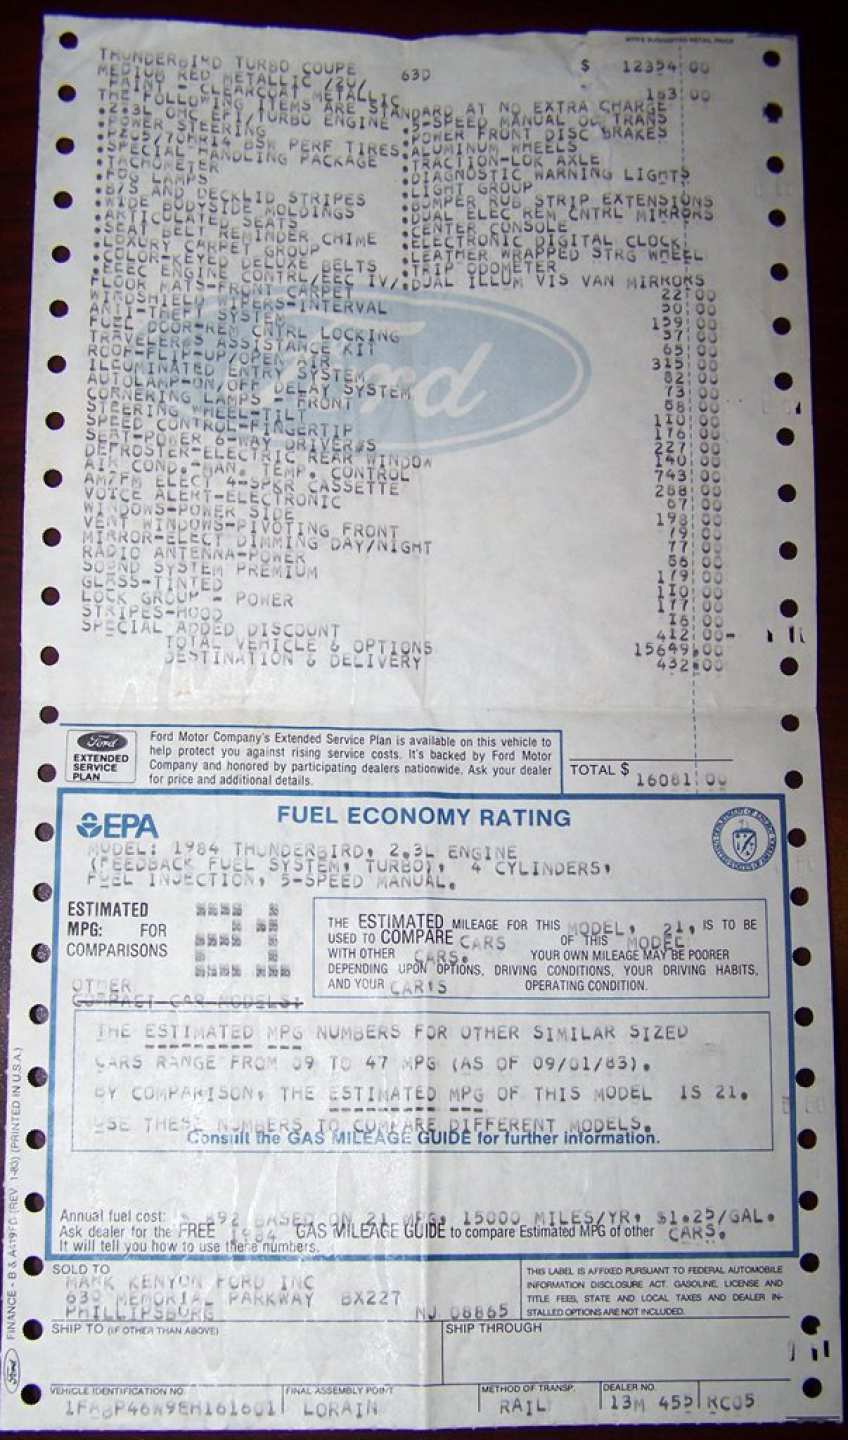 THUNDERBIRD TURBO COUPE 63D $ 12354.00
MEDIUM RED METALLIC /2U/
PAINT - CLEARCOAT METALLIC 183.00
THE FOLLOWING ITEMS ARE STANDARD AT NO EXTRA CHARGE
.2.3L OHC EFI/TURBO ENGINE .5-SPEED MANUAL OD TRANS
.POWER STEERING .POWER FRONT DISC BRAKES
BSW PERF TIRES .ALUMINUM WHEELS
.SPECIAL HANDLING PACKAGE .TRACTION-LOK AXLE
.TACHOMETER .DIAGNOSTIC WARNING LIGHTS
.FOG LAMPS .LIGHT GROUP
.B/S AND DECKLID STRIPES .BUMPER RUB STRIP EXTENSIONS
.WIDE BODYSIDE MOLDINGS .DUAL ELEC REM CNTRL MIRRORS
.ARTICULATED SEATS .CENTER CONSOLE
.SEAT BELT REMINDER CHIME .ELECTRONIC DIGITAL CLOCK
.LUXURY CARPET GROUP .LEATHER WRAPPED STRG WHEEL
.COLOR-KEYED DELUXE BELTS .TRIP ODOMETER
.ELEC ENGINE CONTRL/EEC IV/ .DUAL ILLUM VIS VAN MIRRORS
FLOOR MATS-FRONT CARPET 22.00
WINDSHIELD WIPERS-INTERVAL 50.00
ANTI-THEFT SYSTEM 159.00
FUEL DOOR-REM CNTRL LOCKING 37.00
TRAVELERS ASSISTANCE KIT 65.00
ROOF-FLIP-UP/OPEN AIR 315.00
ILLUMINATED ENTRY SYSTEM 82.00
AUTOLAMP-ON/OFF DELAY SYSTEM 73.00
CORNERING LAMPS - FRONT 68.00
STEERING WHEEL-TILT 110.00
SPEED CONTROL-FINGERTIP 176.00
SEAT-POWER 6-WAY DRIVER'S 227.00
DEFROSTER-ELECTRIC REAR WINDOW 140.00
AIR COND.-MAN. TEMP. CONTROL 743.00
AM/FM ELECT 4-SPKR CASSETTE 288.00
VOICE ALERT-ELECTRONIC 67.00
WINDOWS-POWER SIDE 198.00
VENT WINDOWS-PIVOTING FRONT 79.00
MIRROR-ELECT DIMMING DAY/NIGHT 77.00
RADIO ANTENNA-POWER 66.00
SOUND SYSTEM PREMIUM 179.00
GLASS-TINTED 110.00
LOCK GROUP - POWER 177.00
STRIPES-HOOD 16.00
SPECIAL ADDED DISCOUNT 412.00-
TOTAL VEHICLE & OPTIONS 15649.00
DESTINATION & DELIVERY 432.00
Ford
Ford
EXTENDED
SERVICE
PLAN
Ford Motor Company's Extended Service Plan is available on this vehicle to
help protect you against rising service costs. It's backed by Ford Motor
Company and honored by participating dealers nationwide. Ask your dealer
for price and additional details.
TOTAL $ 16081.00
EPA FUEL ECONOMY RATING
MODEL: 1984 THUNDERBIRD, 2.3L ENGINE
(FEEDBACK FUEL SYSTEM, TURBO), 4 CYLINDERS,
FUEL INJECTION, 5-SPEED MANUAL.
ESTIMATED
MPG: FOR
COMPARISONS
21
THE ESTIMATED MILEAGE FOR THIS MODEL, 21, IS TO BE
USED TO COMPARE CARS OF THIS MODEL
WITH OTHER CARS. YOUR OWN MILEAGE MAY BE POORER
DEPENDING UPON OPTIONS, DRIVING CONDITIONS, YOUR DRIVING HABITS,
AND YOUR CAR'S OPERATING CONDITION.
OTHER
COMPACT CAR MODELS:
THE ESTIMATED MPG NUMBERS FOR OTHER SIMILAR SIZED
CARS RANGE FROM 09 TO 47 MPG (AS OF 09/01/83).
BY COMPARISON, THE ESTIMATED MPG OF THIS MODEL IS 21.
USE THESE NUMBERS TO COMPARE DIFFERENT MODELS.
Consult the GAS MILEAGE GUIDE for further information.
Annual fuel cost: $ 892 BASED ON 21 MPG, 15000 MILES/YR, $1.25/GAL.
Ask dealer for the FREE 1984 GAS MILEAGE GUIDE to compare Estimated MPG of other CARS.
It will tell you how to use these numbers.
SOLD TO
MARK KENYON FORD INC
639 MEMORIAL PARKWAY BX227
PHILLIPSBURG NJ 08865
THIS LABEL IS AFFIXED PURSUANT TO FEDERAL AUTOMOBILE
INFORMATION DISCLOSURE ACT. GASOLINE, LICENSE AND
TITLE FEES, STATE AND LOCAL TAXES AND DEALER IN-
STALLED OPTIONS ARE NOT INCLUDED.
SHIP TO (IF OTHER THAN ABOVE)
SHIP THROUGH
VEHICLE IDENTIFICATION NO. FINAL ASSEMBLY POINT METHOD OF TRANSP. DEALER NO.
1FABP46W9EH161601 LORAIN RAIL 13M 455 RC05
Ford